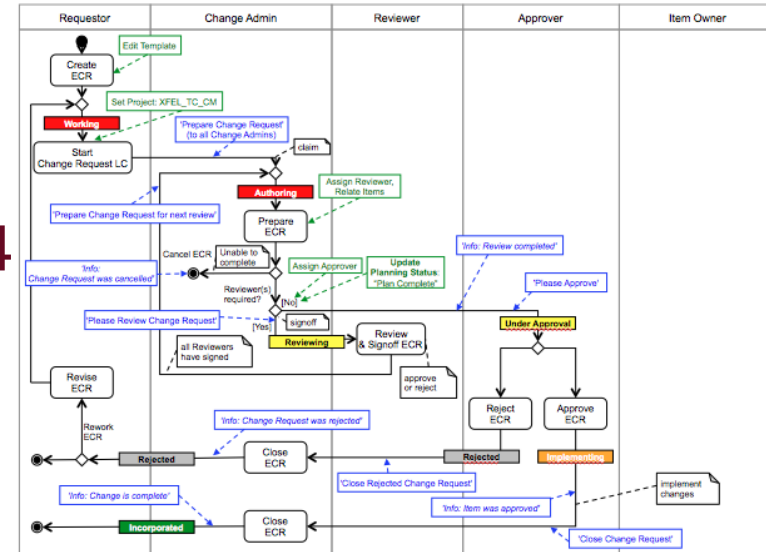 Requestor
Change Admin
Reviewer
Approver
Item Owner
Edit Template
Create
ECR
Set Project: XFEL_TC_CM
Working
'Prepare Change Request'
(to all Change Admins)
Start
Change Request LC
claim
Authoring
Assign Reviewer,
Relate Items
'Prepare Change Request for next review'
Prepare
ECR
4
'Info: Review completed'
Cancel ECR
Unable to
complete
'Info:
Change Request was cancelled'
Assign Approver
Update
Planning Status:
"Plan Complete"
'Please Approve'
Reviewer(s)
required?
[No]
'Please Review Change Request'
signoff
[Yes]
Under Approval
Reviewing
Review
& Signoff ECR
all Reviewers
have signed
Revise
ECR
approve
or reject
Reject
ECR
Approve
ECR
'Info: Change Request was rejected'
Rework
ECR
Rejected
Close
ECR
Rejected
Implementing
'Close Rejected Change Request'
implement
changes
'Info: Change is complete'
'Info: Item was approved'
Incorporated
Close
ECR
'Close Change Request'